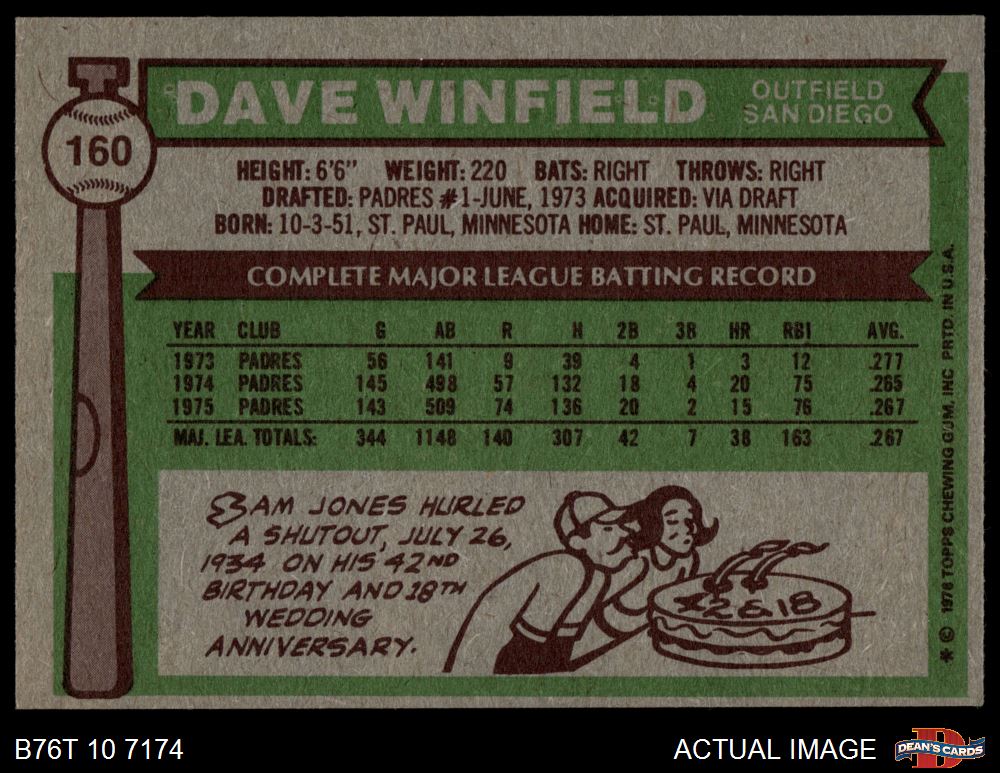 DAVE WINFIELD
OUTFIELD
SAN DIEGO
160
HEIGHT: 6'6" WEIGHT: 220 BATS: RIGHT THROWS: RIGHT
DRAFTED: PADRES #1-JUNE, 1973 ACQUIRED: VIA DRAFT
BORN: 10-3-51, ST. PAUL, MINNESOTA HOME: ST. PAUL, MINNESOTA
COMPLETE MAJOR LEAGUE BATTING RECORD
YEAR CLUB G AB R H 2B 3B HR RBI AVG.
1973 PADRES 56 141 9 39 4 1 3 12 .277
1974 PADRES 145 498 57 132 18 4 20 75 .265
1975 PADRES 143 509 74 136 20 2 15 76 .267
MAJ. LEA. TOTALS: 344 1148 140 307 42 7 38 163 .267
SAM JONES HURLED
A SHUTOUT, JULY 26,
1934 ON HIS 42ND
BIRTHDAY AND 18TH
WEDDING
ANNIVERSARY.
42 & 18
* © 1976 TOPPS CHEWING GUM, INC PRTD. IN U.S.A.
B76T 10 7174
ACTUAL IMAGE
D
DEAN'S CARDS